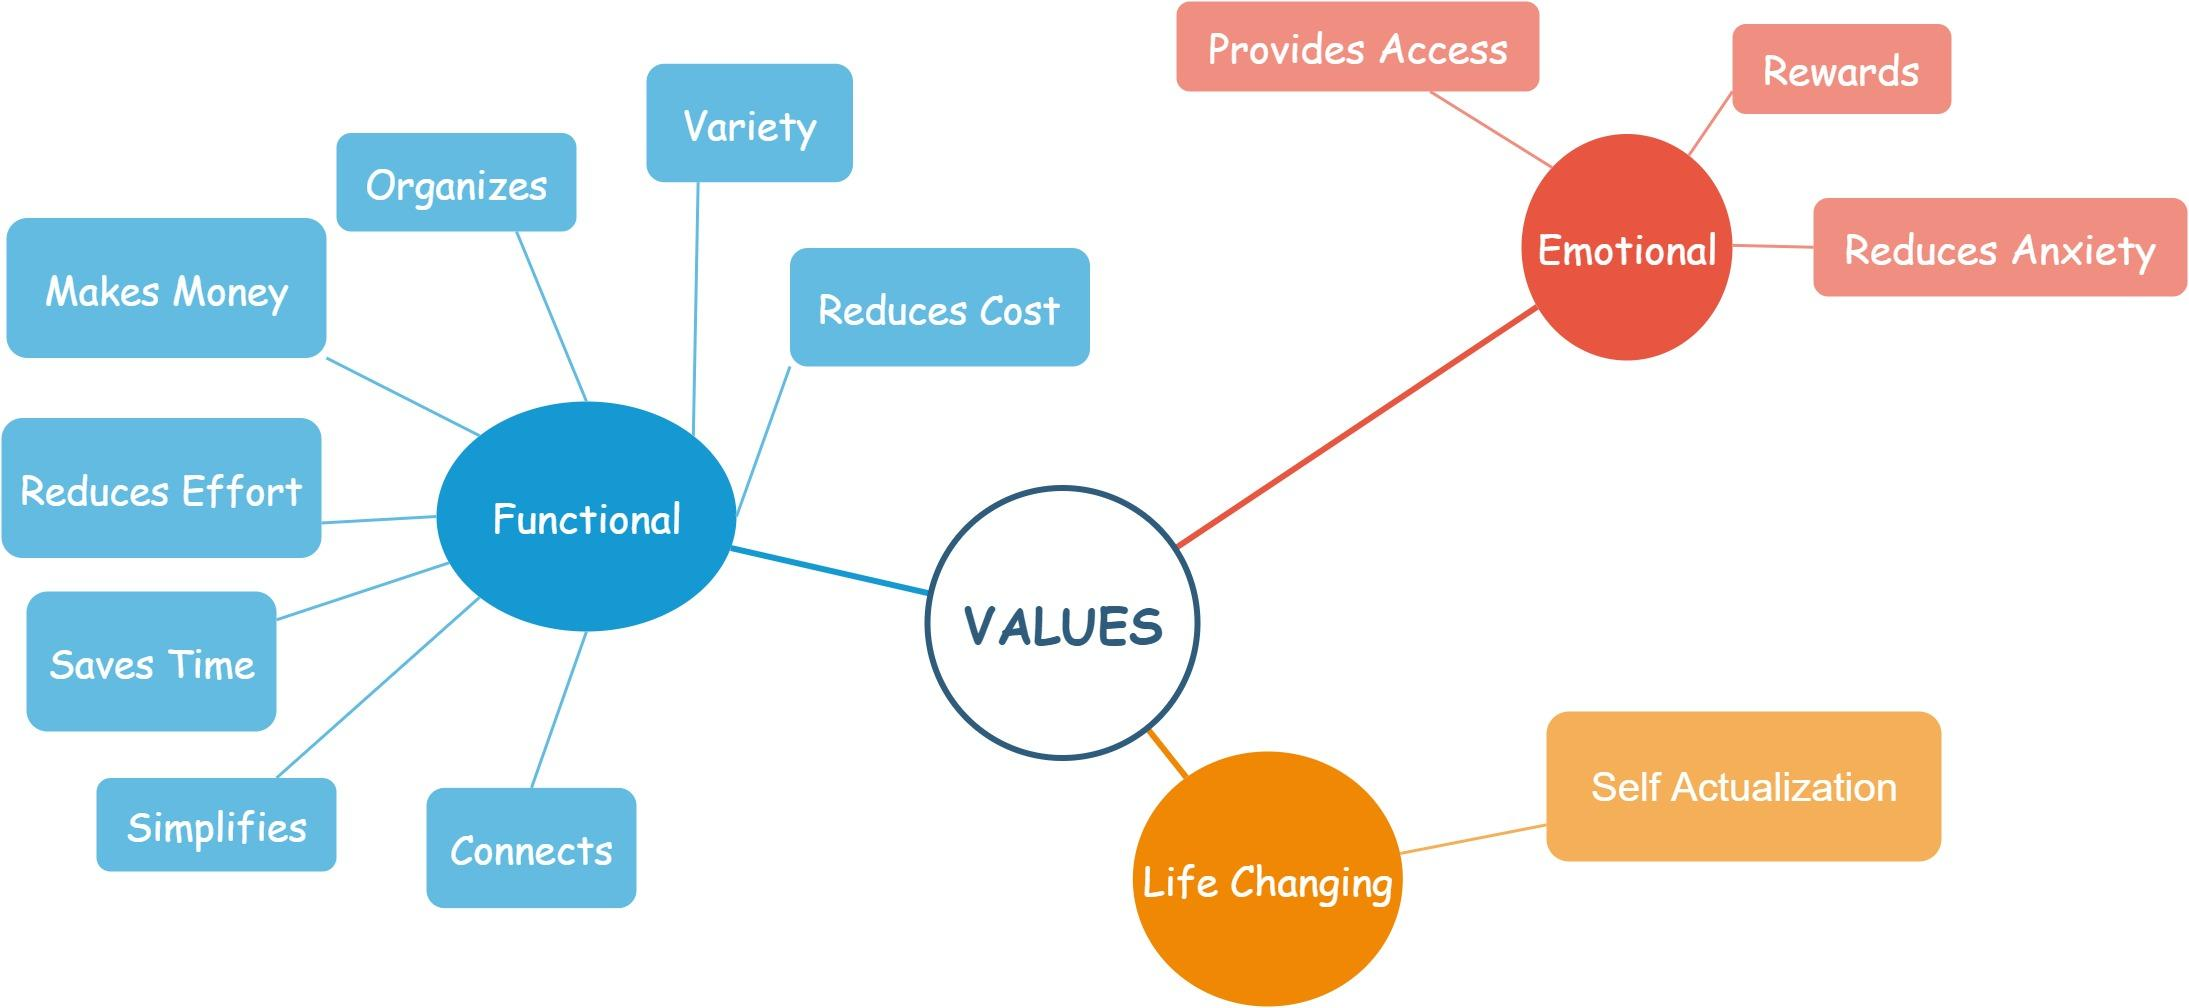 Provides Access
Rewards
Variety
Organizes
Emotional
Reduces Anxiety
Makes Money
Reduces Cost
Reduces Effort
Functional
VALUES
Saves Time
Self Actualization
Simplifies
Connects
Life Changing